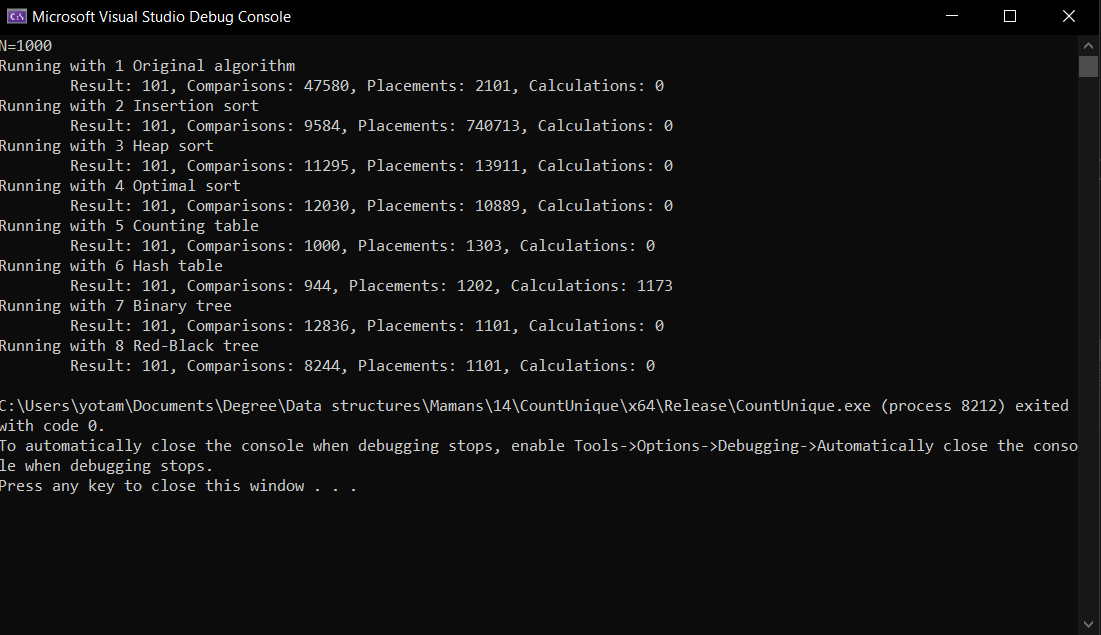 C:\
Microsoft Visual Studio Debug Console
N=1000
Running with 1 Original algorithm
Result: 101, Comparisons: 47580, Placements: 2101, Calculations: 0
Running with 2 Insertion sort
Result: 101, Comparisons: 9584, Placements: 740713, Calculations: 0
Running with 3 Heap sort
Result: 101, Comparisons: 11295, Placements: 13911, Calculations: 0
Running with 4 Optimal sort
Result: 101, Comparisons: 12030, Placements: 10889, Calculations: 0
Running with 5 Counting table
Result: 101, Comparisons: 1000, Placements: 1303, Calculations: 0
Running with 6 Hash table
Result: 101, Comparisons: 944, Placements: 1202, Calculations: 1173
Running with 7 Binary tree
Result: 101, Comparisons: 12836, Placements: 1101, Calculations: 0
Running with 8 Red-Black tree
Result: 101, Comparisons: 8244, Placements: 1101, Calculations: 0
C:\Users\yotam\Documents\Degree\Data structures\Mamans\14\CountUnique\x64\Release\CountUnique.exe (process 8212) exited
with code 0.
To automatically close the console when debugging stops, enable Tools->Options->Debugging->Automatically close the conso
le when debugging stops.
Press any key to close this window . . .